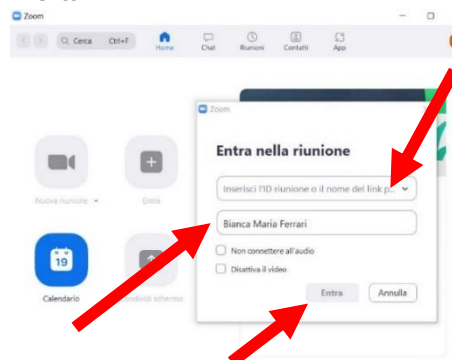 Zoom
Cerca Ctrl+F
Home Chat Riunioni Contatti App
Zoom
Entra nella riunione
Inserisci l'ID riunione o il nome del link p...
Nuova riunione Entra
Bianca Maria Ferrari
Non connettere all'audio
19
Disattiva il video
Entra Annulla
Calendario ondividi schermo